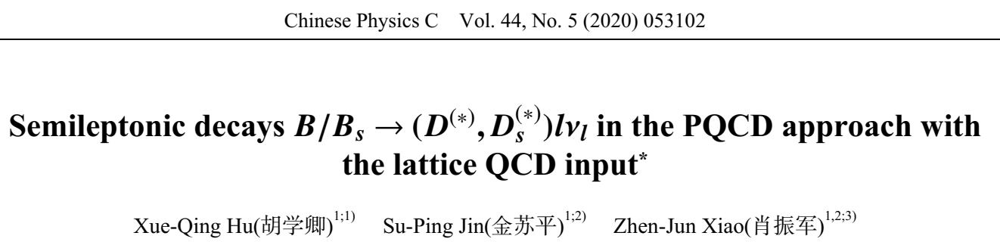 Chinese Physics C Vol. 44, No. 5 (2020) 053102
Semileptonic decays $B/B_s \to (D^{(*)}, D_s^{(*)})l\nu_l$ in the PQCD approach with
the lattice QCD input*
Xue-Qing Hu(胡学卿)1;1) Su-Ping Jin(金苏平)1;2) Zhen-Jun Xiao(肖振军)1,2;3)